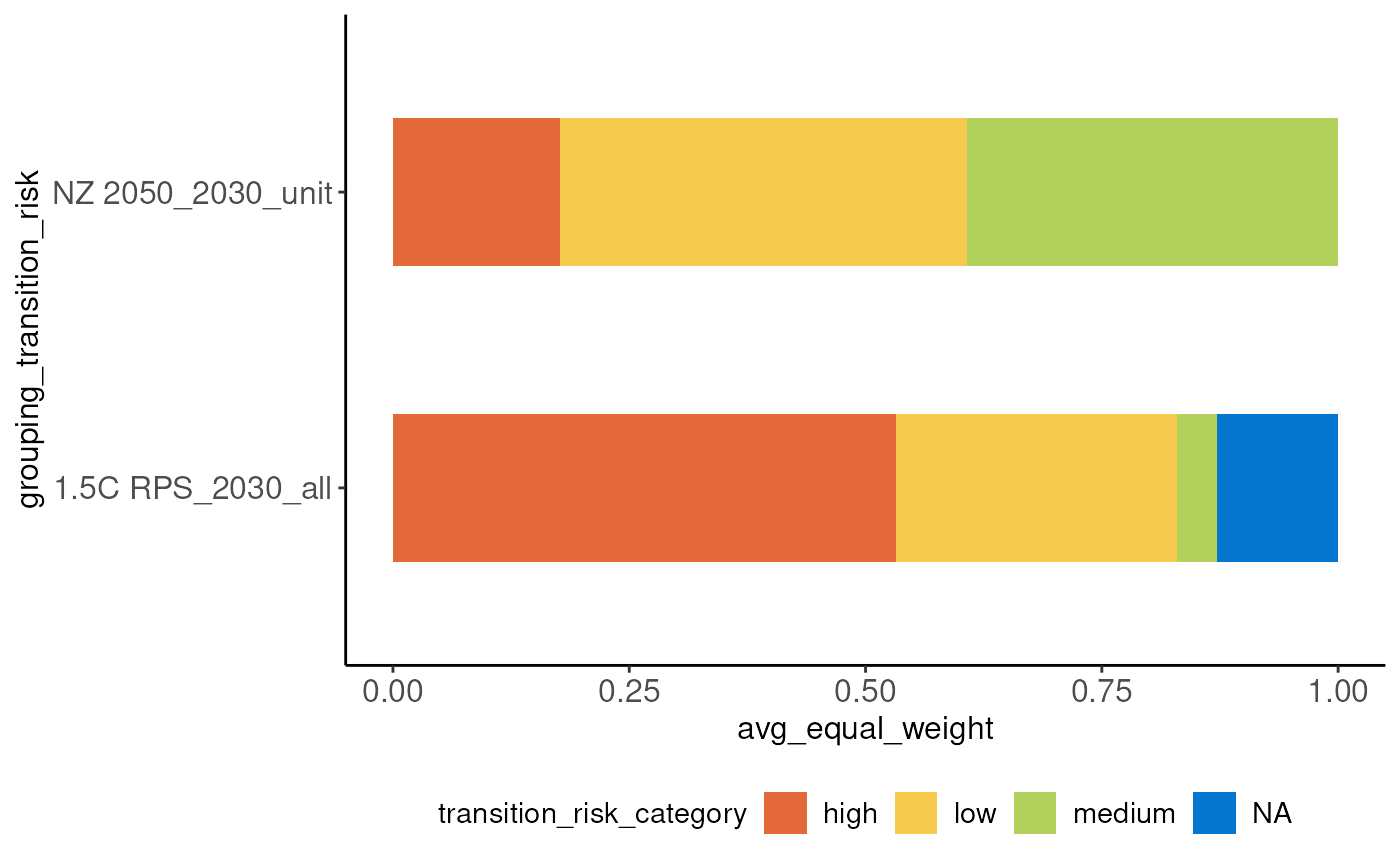 grouping_transition_risk
NZ 2050_2030_unit
1.5C RPS_2030_all
0.00 0.25 0.50 0.75 1.00
avg_equal_weight
transition_risk_category high low medium NA